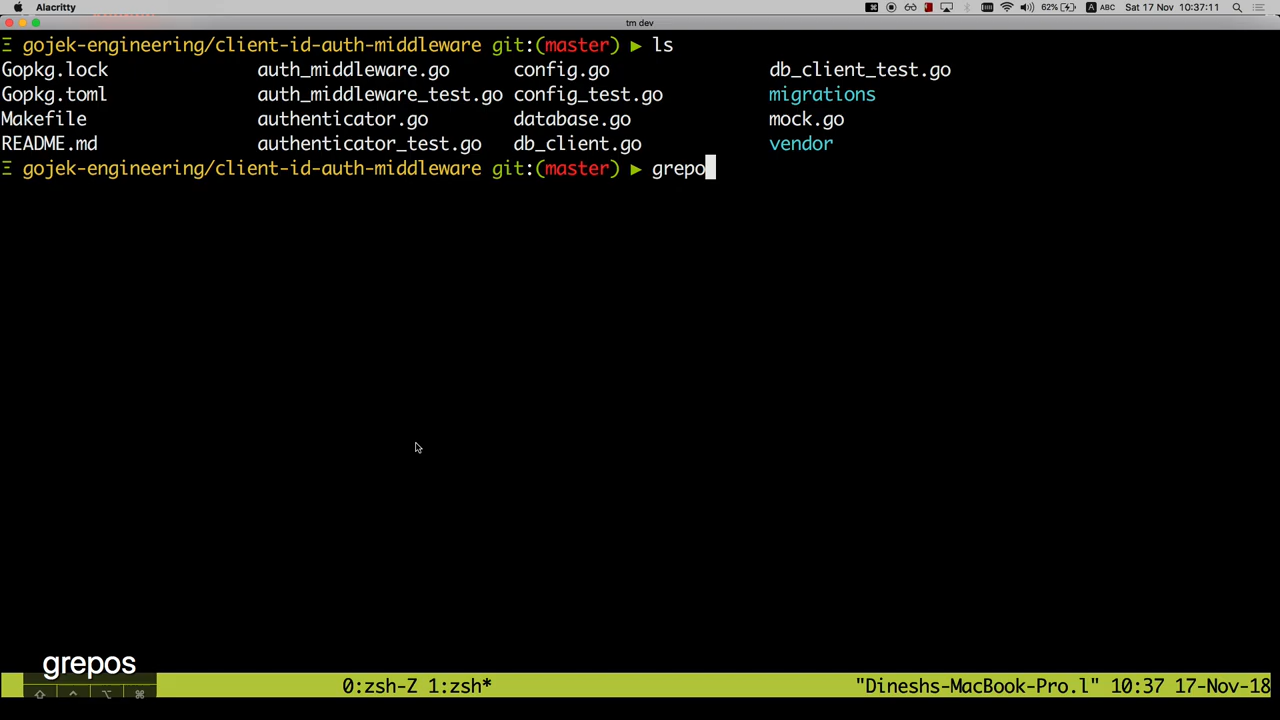 Alacritty 62% ABC Sat 17 Nov 10:37:11
tm dev
Ξ gojek-engineering/client-id-auth-middleware git:(master) ▶ ls
Gopkg.lock auth_middleware.go config.go db_client_test.go
Gopkg.toml auth_middleware_test.go config_test.go migrations
Makefile authenticator.go database.go mock.go
README.md authenticator_test.go db_client.go vendor
Ξ gojek-engineering/client-id-auth-middleware git:(master) ▶ grepo
grepos
0:zsh-Z 1:zsh* "Dineshs-MacBook-Pro.l" 10:37 17-Nov-18